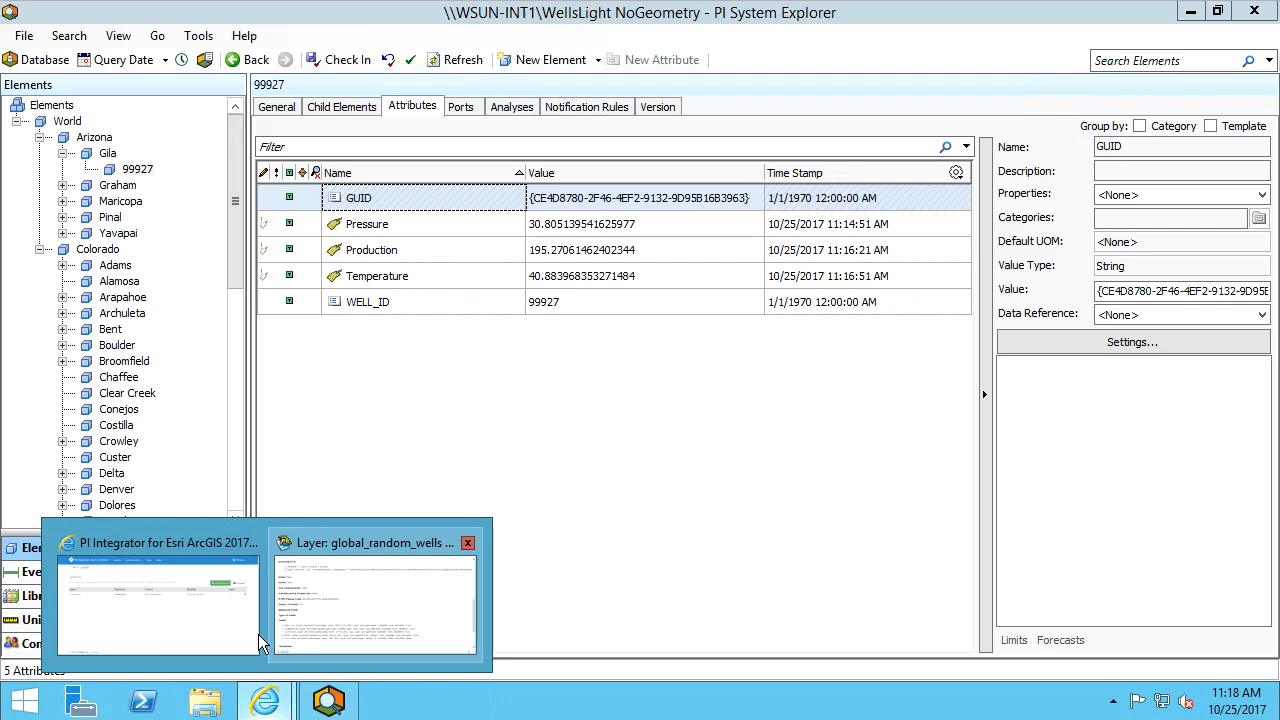 \\WSUN-INT1\WellsLight NoGeometry - PI System Explorer
File Search View Go Tools Help
Database Query Date Back Check In Refresh New Element New Attribute Search Elements
Elements
Elements
World
Arizona
Gila
99927
Graham
Maricopa
Pinal
Yavapai
Colorado
Adams
Alamosa
Arapahoe
Archuleta
Bent
Boulder
Broomfield
Chaffee
Clear Creek
Conejos
Costilla
Crowley
Custer
Delta
Denver
Dolores
99927
General Child Elements Attributes Ports Analyses Notification Rules Version
Group by: Category Template
Filter
Name Value Time Stamp
GUID {CE4D8780-2F46-4EF2-9132-9D95B16B3963} 1/1/1970 12:00:00 AM
Pressure 30.805139541625977 10/25/2017 11:14:51 AM
Production 195.27061462402344 10/25/2017 11:16:21 AM
Temperature 40.883968353271484 10/25/2017 11:16:51 AM
WELL_ID 99927 1/1/1970 12:00:00 AM
Name: GUID
Description:
Properties: <None>
Categories:
Default UOM: <None>
Value Type: String
Value: {CE4D8780-2F46-4EF2-9132-9D95E
Data Reference: <None>
Settings...
Limits Forecasts
PI Integrator for Esri ArcGIS 2017...
Layer: global_random_wells ...
Ele
Eve
Lib
Uni
Con
5 Attributes
11:18 AM
10/25/2017